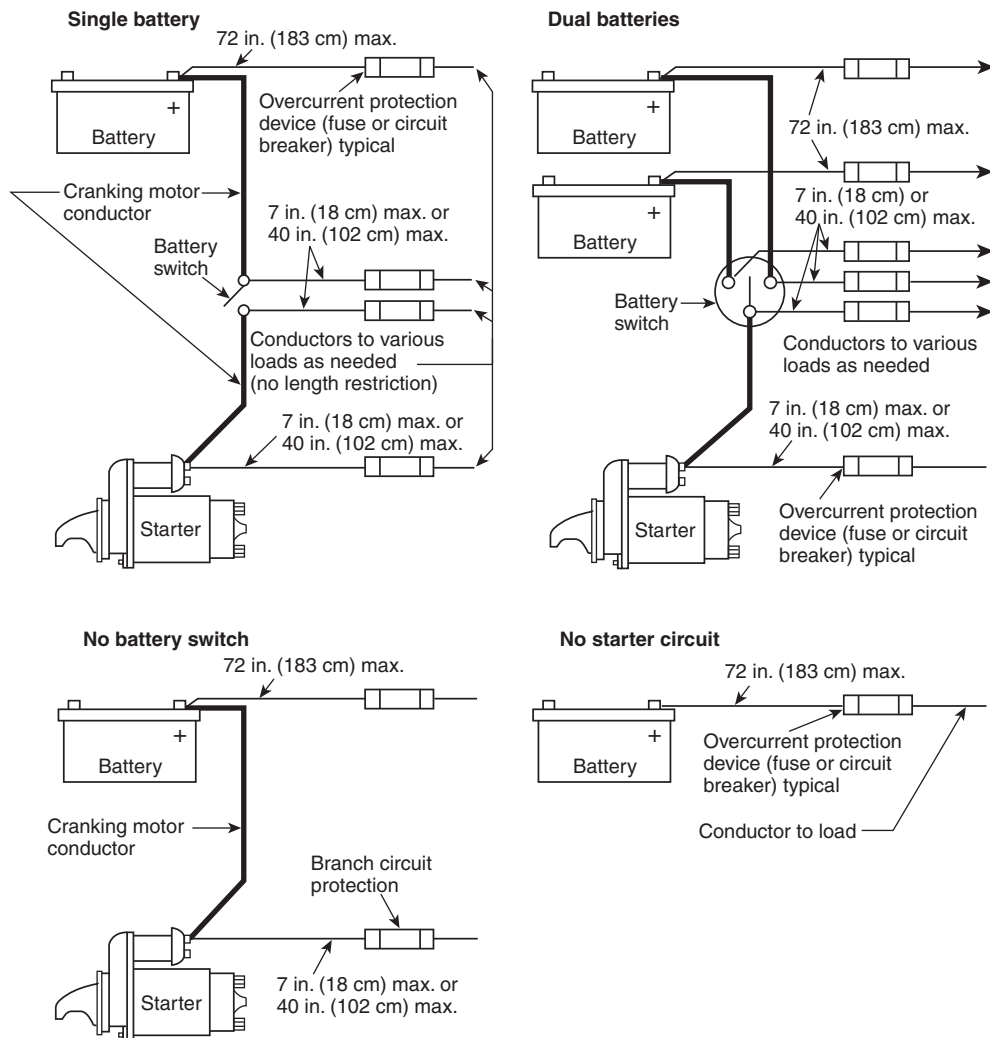 Single battery
72 in. (183 cm) max.
+
Battery
Overcurrent protection
device (fuse or circuit
breaker) typical
Cranking motor
conductor
7 in. (18 cm) max. or
40 in. (102 cm) max.
Battery
switch
Conductors to various
loads as needed
(no length restriction)
7 in. (18 cm) max. or
40 in. (102 cm) max.
Starter
Dual batteries
+
Battery
72 in. (183 cm) max.
+
Battery
7 in. (18 cm) or
40 in. (102 cm) max.
Battery
switch
Conductors to various
loads as needed
7 in. (18 cm) max. or
40 in. (102 cm) max.
Starter
Overcurrent protection
device (fuse or circuit
breaker) typical
No battery switch
72 in. (183 cm) max.
+
Battery
Cranking motor
conductor
Branch circuit
protection
Starter
7 in. (18 cm) max. or
40 in. (102 cm) max.
No starter circuit
72 in. (183 cm) max.
+
Battery
Overcurrent protection
device (fuse or circuit
breaker) typical
Conductor to load